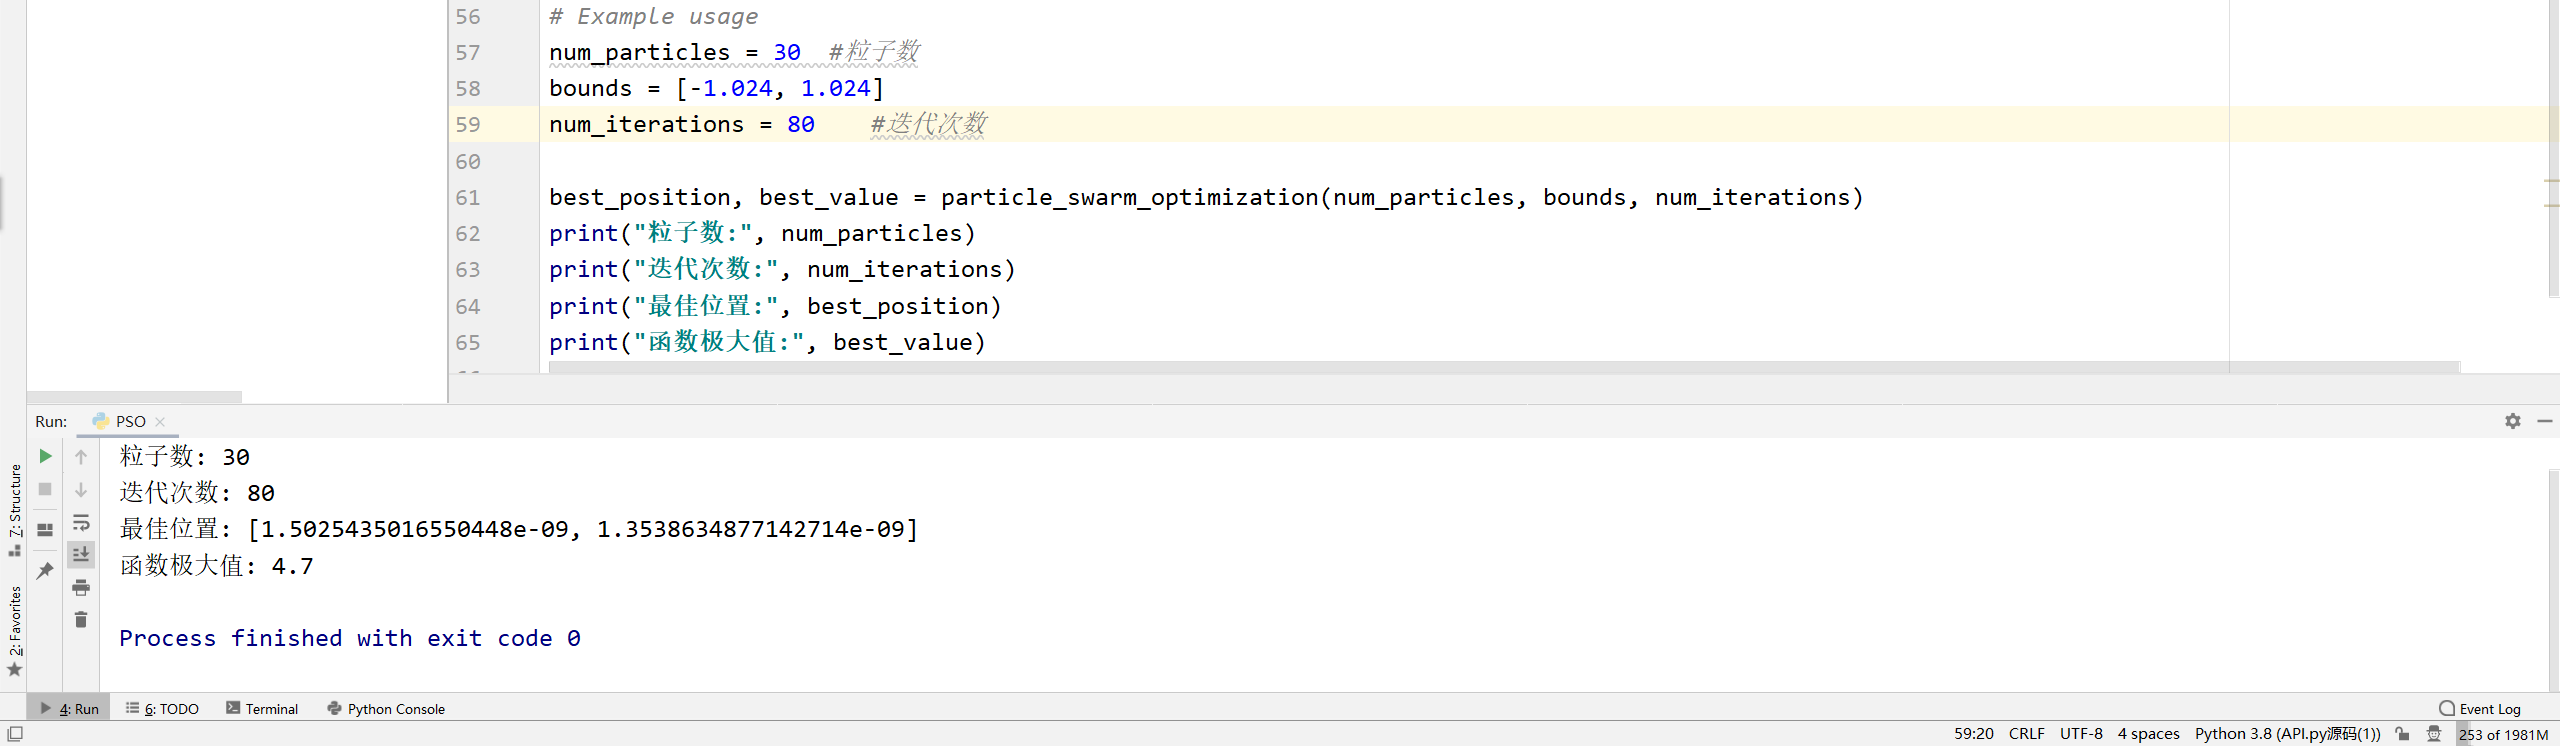 56 # Example usage
57 num_particles = 30 #粒子数
58 bounds = [-1.024, 1.024]
59 num_iterations = 80 #迭代次数
60
61 best_position, best_value = particle_swarm_optimization(num_particles, bounds, num_iterations)
62 print("粒子数:", num_particles)
63 print("迭代次数:", num_iterations)
64 print("最佳位置:", best_position)
65 print("函数极大值:", best_value)
Run: PSO
粒子数: 30
迭代次数: 80
最佳位置: [1.5025435016550448e-09, 1.3538634877142714e-09]
函数极大值: 4.7
Process finished with exit code 0
7: Structure
2: Favorites
4: Run 6: TODO Terminal Python Console Event Log
59:20 CRLF UTF-8 4 spaces Python 3.8 (API.py源码(1)) 253 of 1981M